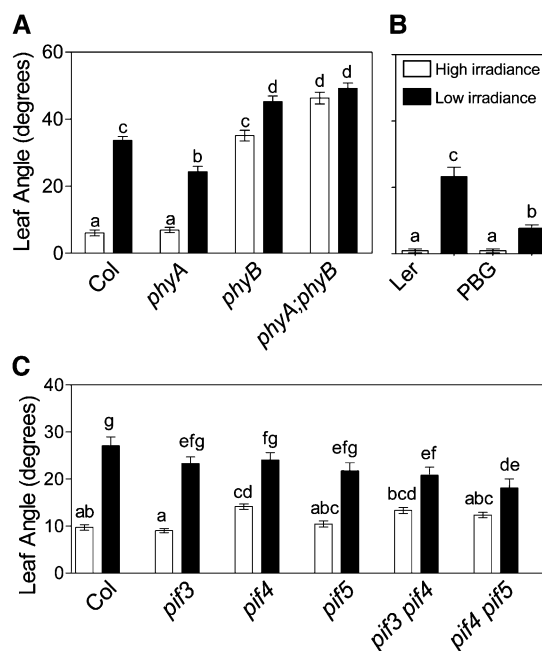 A
B
Leaf Angle (degrees)
60
40
20
0
a
c
a
b
c
d
d
d
Col
phyA
phyB
phyA;phyB
High irradiance
Low irradiance
a
c
a
b
Ler
PBG
C
Leaf Angle (degrees)
40
30
20
10
0
ab
g
a
efg
cd
fg
abc
efg
bcd
ef
abc
de
Col
pif3
pif4
pif5
pif3 pif4
pif4 pif5